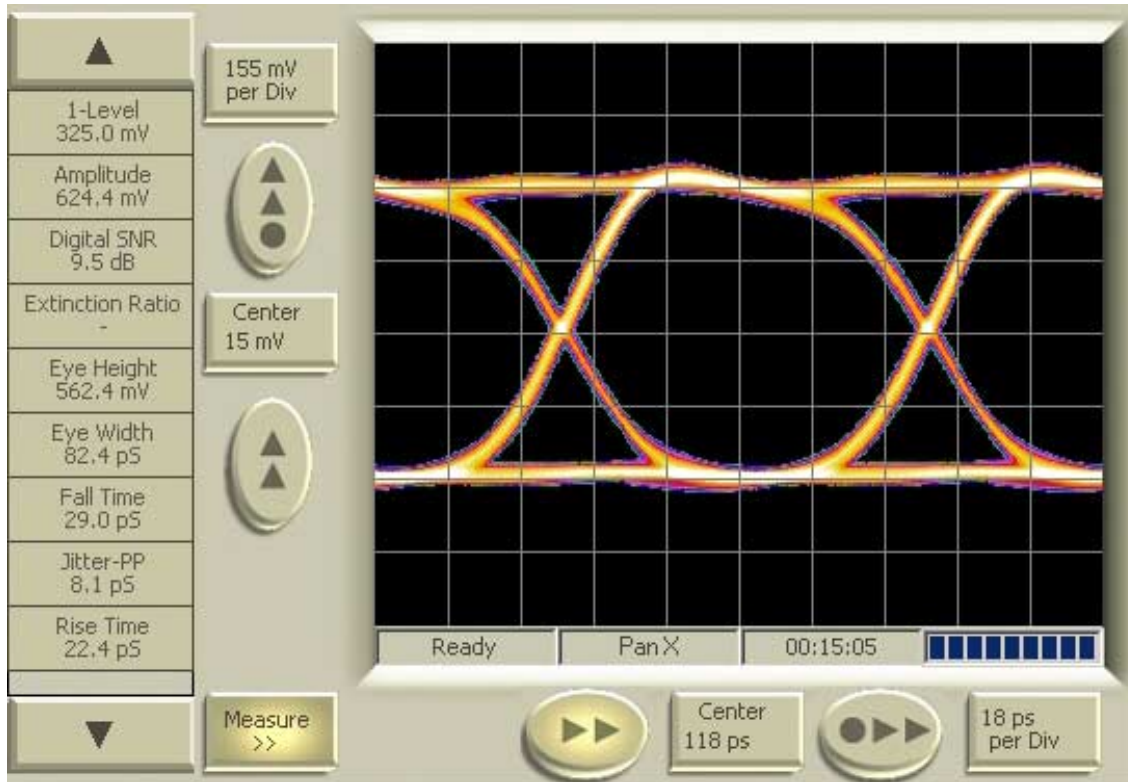 1-Level
325.0 mV
Amplitude
624.4 mV
Digital SNR
9.5 dB
Extinction Ratio
-
Eye Height
562.4 mV
Eye Width
82.4 pS
Fall Time
29.0 pS
Jitter-PP
8.1 pS
Rise Time
22.4 pS
155 mV
per Div
Center
15 mV
Measure
>>
Ready
Pan X
00:15:05
Center
118 ps
18 ps
per Div